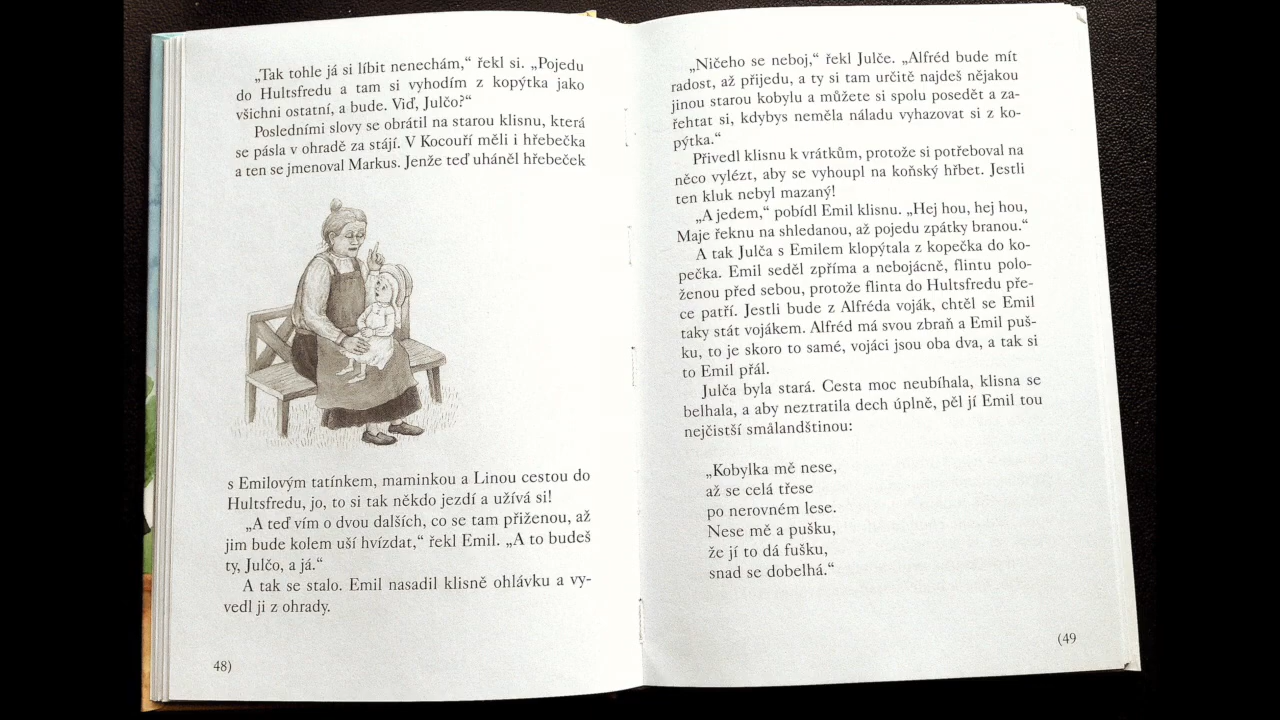 „Tak tohle já si líbit nenechám,“ řekl si. „Pojedu
do Hultsfredu a tam si vyhodím z kopýtka jako
všichni ostatní, a bude. Viď, Julčo?“
Posledními slovy se obrátil na starou klisnu, která
se pásla v ohradě za stájí. V Kocouří měli i hřebečka
a ten se jmenoval Markus. Jenže teď uháněl hřebeček
s Emilovým tatínkem, maminkou a Linou cestou do
Hultsfredu, jo, to si tak někdo jezdí a užívá si!
„A teď vím o dvou dalších, co se tam přiženou, až
jim bude kolem uší hvízdat,“ řekl Emil. „A to budeš
ty, Julčo, a já.“
A tak se stalo. Emil nasadil klisně ohlávku a vy-
vedl ji z ohrady.
48)
„Ničeho se neboj,“ řekl Julče. „Alfréd bude mít
radost, až přijedu, a ty si tam určitě najdeš nějakou
jinou starou kobylu a můžete si spolu posedět a za-
řehtat si, kdybys neměla náladu vyhazovat si z ko-
pýtka.“
Přivedl klisnu k vrátkům, protože si potřeboval na
něco vylézt, aby se vyhoupl na koňský hřbet. Jestli
ten kluk nebyl mazaný!
„A jedem,“ pobídl Emil klisnu. „Hej hou, hej hou,
Maje řeknu na shledanou, až pojedu zpátky branou.“
A tak Julča s Emilem klopýtala z kopečka do ko-
pečka. Emil seděl zpříma a nebojácně, flintu polo-
ženou před sebou, protože flinta do Hultsfredu pře-
ce patří. Jestli bude z Alfréda voják, chtěl se Emil
taky stát vojákem. Alfréd má svou zbraň a Emil puš-
ku, to je skoro to samé, vojáci jsou oba dva, a tak si
to Emil přál.
Julča byla stará. Cesta moc neubíhala, klisna se
belhala, a aby neztratila dech úplně, pěl jí Emil tou
nejčistší smålandštinou:
„Kobylka mě nese,
až se celá třese
po nerovném lese.
Nese mě a pušku,
že jí to dá fušku,
snad se dobelhá.“
(49